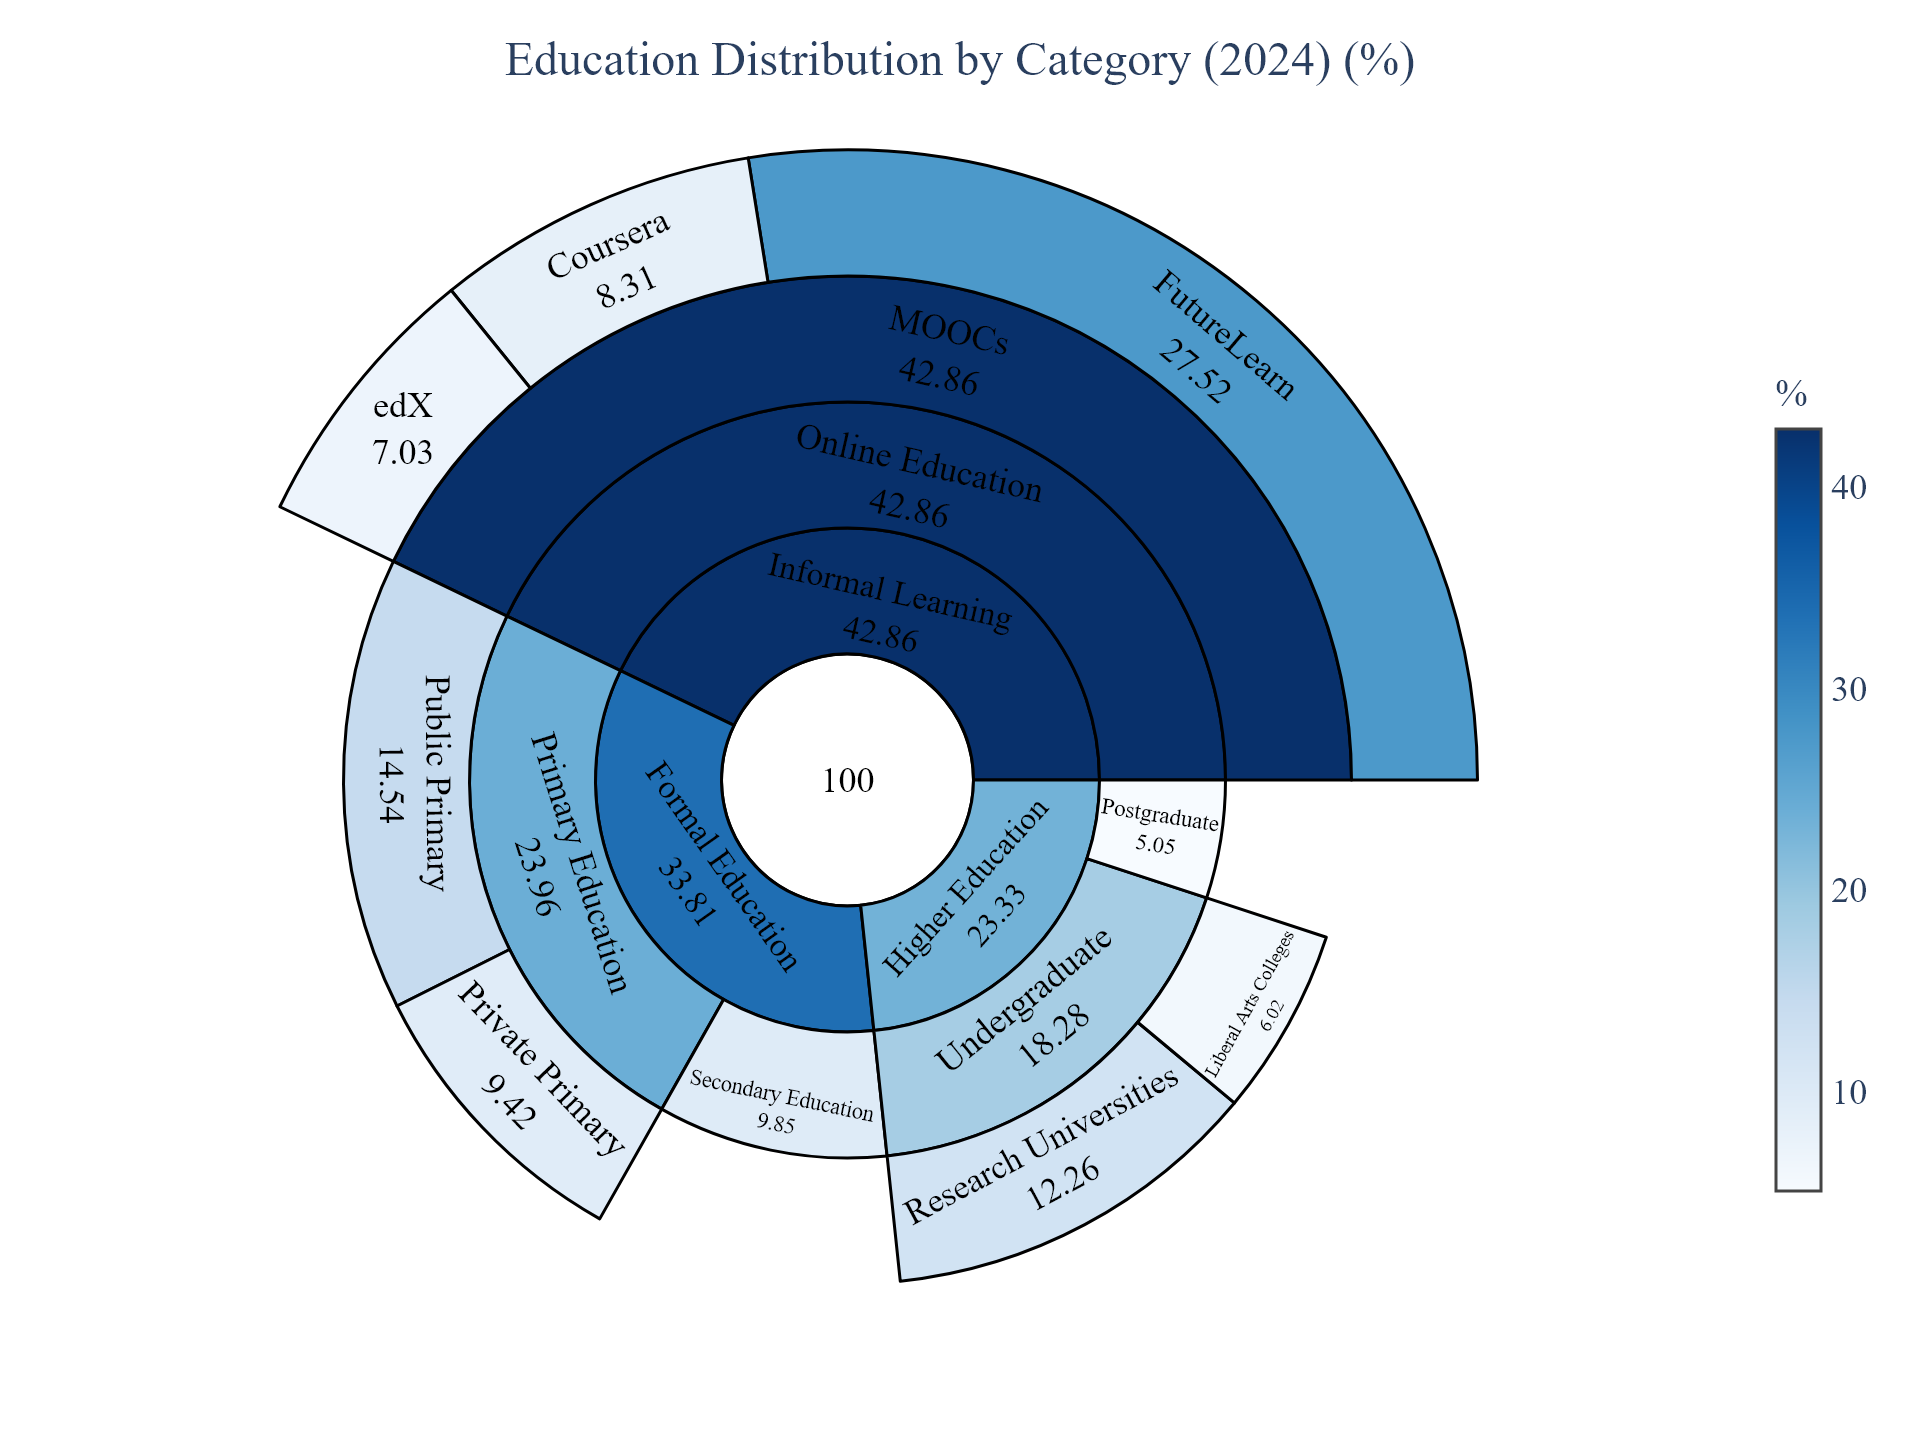 Education Distribution by Category (2024) (%)
FutureLearn
27.52
Coursera
8.31
edX
7.03
MOOCs
42.86
Online Education
42.86
Informal Learning
42.86
100
Formal Education
33.81
Primary Education
23.96
Public Primary
14.54
Private Primary
9.42
Secondary Education
9.85
Higher Education
23.33
Postgraduate
5.05
Undergraduate
18.28
Liberal Arts Colleges
6.02
Research Universities
12.26
%
40
30
20
10